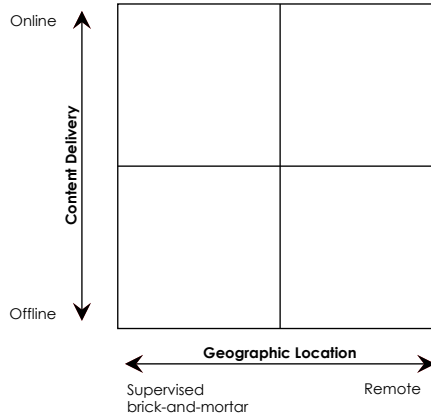 Online
Content Delivery
Offline
Geographic Location
Supervised
brick-and-mortar
Remote